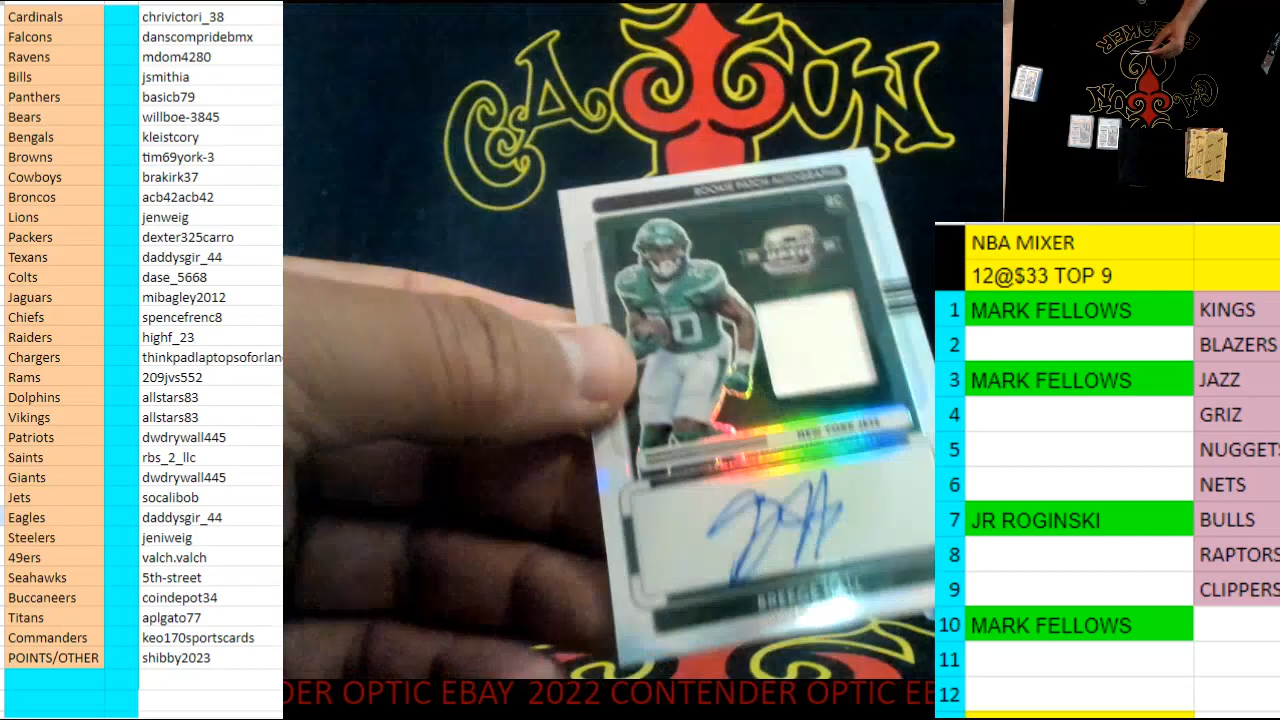 Cardinals chrivictori_38
Falcons danscompridebmx
Ravens mdom4280
Bills jsmithia
Panthers basicb79
Bears willboe-3845
Bengals kleistcory
Browns tim69york-3
Cowboys brakirk37
Broncos acb42acb42
Lions jenweig
Packers dexter325carro
Texans daddysgir_44
Colts dase_5668
Jaguars mibagley2012
Chiefs spencefrenc8
Raiders highf_23
Chargers thinkpadlaptopsoforlan
Rams 209jvs552
Dolphins allstars83
Vikings allstars83
Patriots dwdrywall445
Saints rbs_2_llc
Giants dwdrywall445
Jets socalibob
Eagles daddysgir_44
Steelers jeniweig
49ers valch.valch
Seahawks 5th-street
Buccaneers coindepot34
Titans aplgato77
Commanders keo170sportscards
POINTS/OTHER shibby2023
CAJUN
ROOKIE PATCH AUTOGRAPHS
RC
NEW YORK JETS
DER OPTIC EBAY 2022 CONTENDER OPTIC EB
BREAKER
CAJUN
NBA MIXER
12@$33 TOP 9
1 MARK FELLOWS KINGS
2 BLAZERS
3 MARK FELLOWS JAZZ
4 GRIZ
5 NUGGET
6 NETS
7 JR ROGINSKI BULLS
8 RAPTORS
9 CLIPPERS
10 MARK FELLOWS
11
12